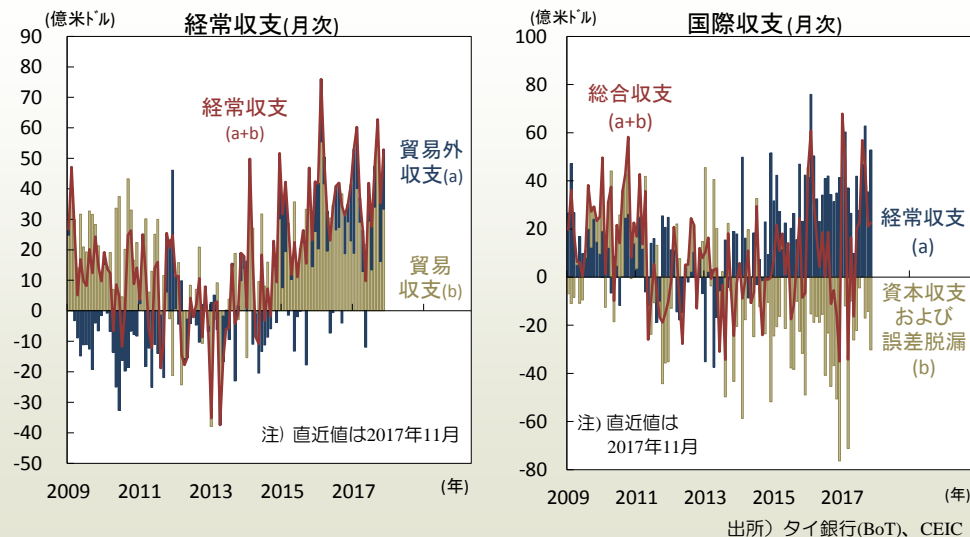 (億米ﾄﾞﾙ)
経常収支(月次)
90
80
70
60
50
40
30
20
10
0
-10
-20
-30
-40
-50
経常収支
(a+b)
貿易外
収支(a)
貿易
収支(b)
注) 直近値は2017年11月
2009 2011 2013 2015 2017
(年)
(億米ﾄﾞﾙ)
国際収支(月次)
100
80
60
40
20
0
-20
-40
-60
-80
総合収支
(a+b)
経常収支
(a)
資本収支
および
誤差脱漏
(b)
注) 直近値は
2017年11月
2009 2011 2013 2015 2017
(年)
出所）タイ銀行(BoT)、CEIC